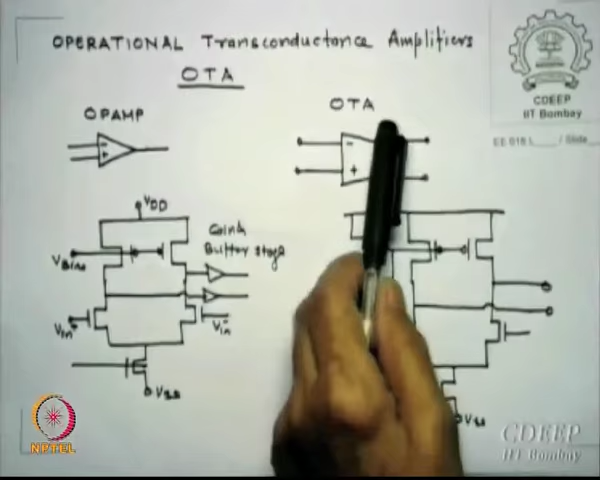 OPERATIONAL Transconductance Amplifiers
OTA
CDEEP
IIT Bombay
EE 618 L / Slide
OPAMP
OTA
-
+
-
+
VDD
Gain &
Buffer stage
VBias
Vin
Vin
VSS
VSS
NPTEL
CDEEP
IIT Bombay